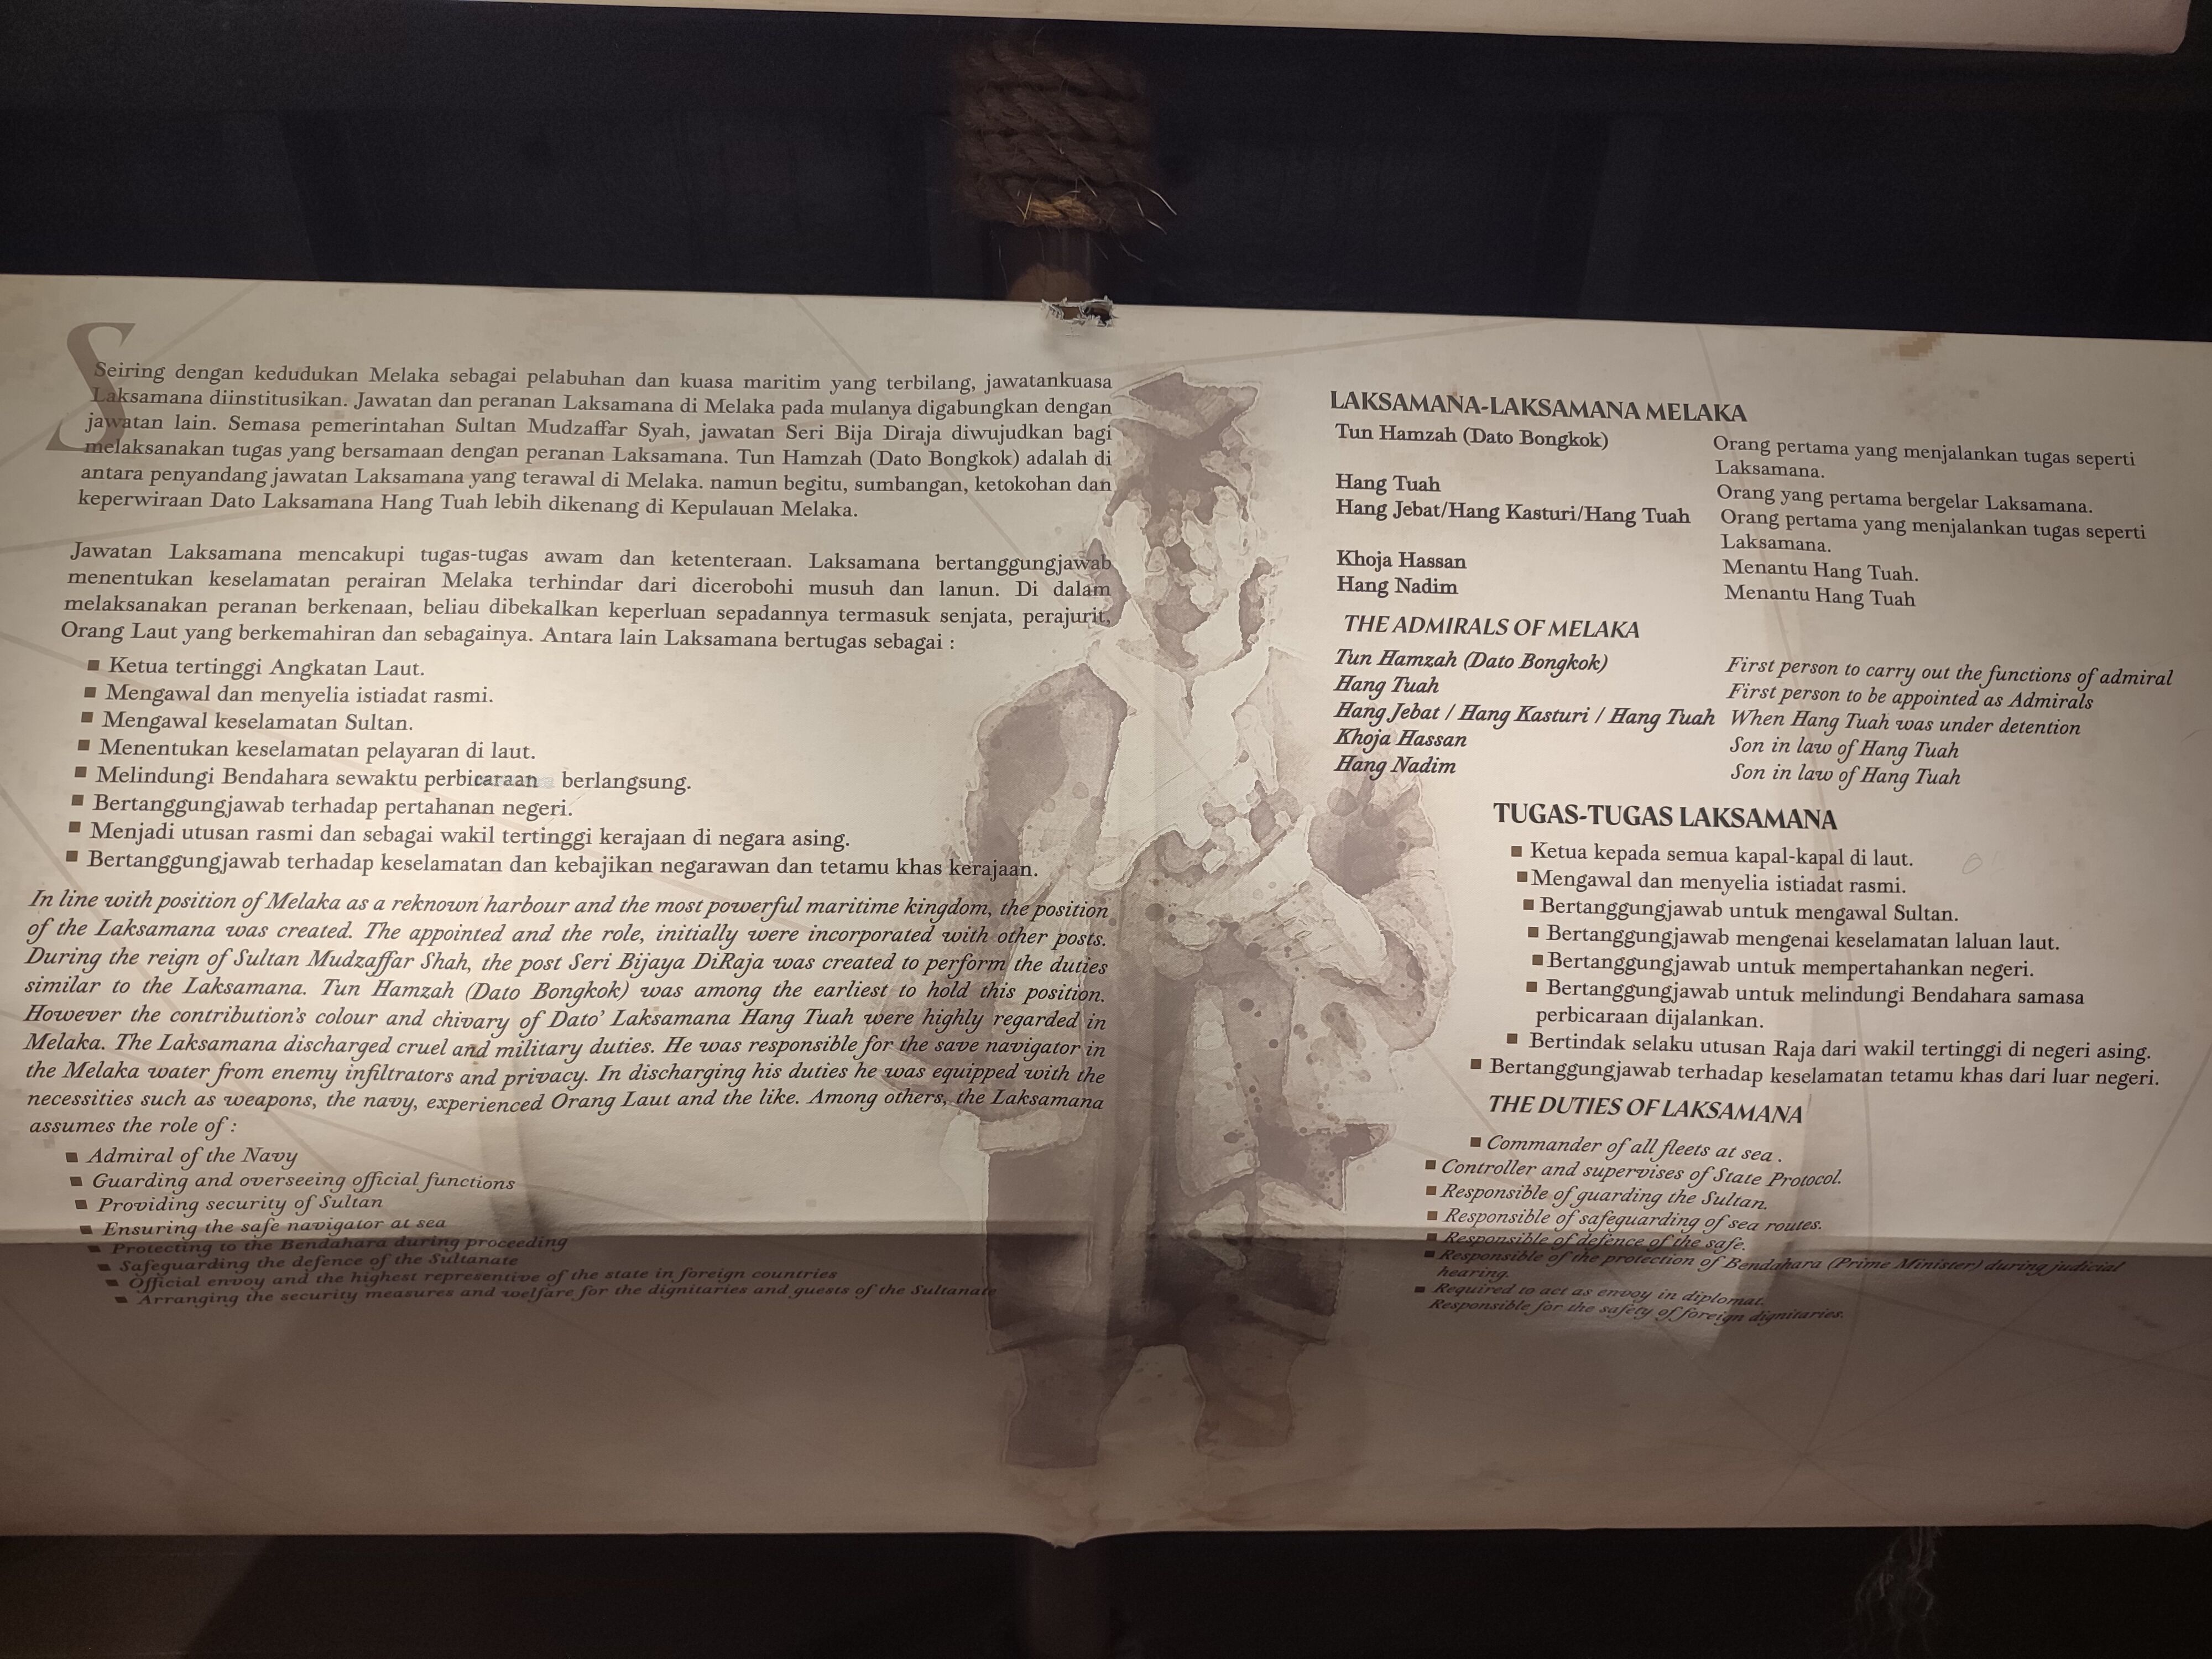 Seiring dengan kedudukan Melaka sebagai pelabuhan dan kuasa maritim yang terbilang, jawatankuasa
Laksamana diinstitusikan. Jawatan dan peranan Laksamana di Melaka pada mulanya digabungkan dengan
jawatan lain. Semasa pemerintahan Sultan Mudzaffar Syah, jawatan Seri Bija Diraja diwujudkan bagi
melaksanakan tugas yang bersamaan dengan peranan Laksamana. Tun Hamzah (Dato Bongkok) adalah di
antara penyandang jawatan Laksamana yang terawal di Melaka. namun begitu, sumbangan, ketokohan dan
keperwiraan Dato Laksamana Hang Tuah lebih dikenang di Kepulauan Melaka.
Jawatan Laksamana mencakupi tugas-tugas awam dan ketenteraan. Laksamana bertanggungjawab
menentukan keselamatan perairan Melaka terhindar dari dicerobohi musuh dan lanun. Di dalam
melaksanakan peranan berkenaan, beliau dibekalkan keperluan sepadannya termasuk senjata, perajurit,
Orang Laut yang berkemahiran dan sebagainya. Antara lain Laksamana bertugas sebagai :
■ Ketua tertinggi Angkatan Laut.
■ Mengawal dan menyelia istiadat rasmi.
■ Mengawal keselamatan Sultan.
■ Menentukan keselamatan pelayaran di laut.
■ Melindungi Bendahara sewaktu perbicaraan berlangsung.
■ Bertanggungjawab terhadap pertahanan negeri.
■ Menjadi utusan rasmi dan sebagai wakil tertinggi kerajaan di negara asing.
■ Bertanggungjawab terhadap keselamatan dan kebajikan negarawan dan tetamu khas kerajaan.
In line with position of Melaka as a reknown harbour and the most powerful maritime kingdom, the position
of the Laksamana was created. The appointed and the role, initially were incorporated with other posts.
During the reign of Sultan Mudzaffar Shah, the post Seri Bijaya DiRaja was created to perform the duties
similar to the Laksamana. Tun Hamzah (Dato Bongkok) was among the earliest to hold this position.
However the contribution's colour and chivary of Dato' Laksamana Hang Tuah were highly regarded in
Melaka. The Laksamana discharged cruel and military duties. He was responsible for the save navigator in
the Melaka water from enemy infiltrators and privacy. In discharging his duties he was equipped with the
necessities such as weapons, the navy, experienced Orang Laut and the like. Among others, the Laksamana
assumes the role of :
■ Admiral of the Navy
■ Guarding and overseeing official functions
■ Providing security of Sultan
■ Ensuring the safe navigator at sea
■ Protecting to the Bendahara during proceeding
■ Safeguarding the defence of the Sultanate
■ Official envoy and the highest representive of the state in foreign countries
■ Arranging the security measures and welfare for the dignitaries and guests of the Sultanate
LAKSAMANA-LAKSAMANA MELAKA
Tun Hamzah (Dato Bongkok) Orang pertama yang menjalankan tugas seperti
Laksamana.
Hang Tuah Orang yang pertama bergelar Laksamana.
Hang Jebat/Hang Kasturi/Hang Tuah Orang pertama yang menjalankan tugas seperti
Laksamana.
Khoja Hassan Menantu Hang Tuah.
Hang Nadim Menantu Hang Tuah
THE ADMIRALS OF MELAKA
Tun Hamzah (Dato Bongkok) First person to carry out the functions of admiral
Hang Tuah First person to be appointed as Admirals
Hang Jebat / Hang Kasturi / Hang Tuah When Hang Tuah was under detention
Khoja Hassan Son in law of Hang Tuah
Hang Nadim Son in law of Hang Tuah
TUGAS-TUGAS LAKSAMANA
■ Ketua kepada semua kapal-kapal di laut.
■ Mengawal dan menyelia istiadat rasmi.
■ Bertanggungjawab untuk mengawal Sultan.
■ Bertanggungjawab mengenai keselamatan laluan laut.
■ Bertanggungjawab untuk mempertahankan negeri.
■ Bertanggungjawab untuk melindungi Bendahara samasa
perbicaraan dijalankan.
■ Bertindak selaku utusan Raja dari wakil tertinggi di negeri asing.
■ Bertanggungjawab terhadap keselamatan tetamu khas dari luar negeri.
THE DUTIES OF LAKSAMANA
■ Commander of all fleets at sea .
■ Controller and supervises of State Protocol.
■ Responsible of guarding the Sultan.
■ Responsible of safeguarding of sea routes.
■ Responsible of defence of the safe.
■ Responsible of the protection of Bendahara (Prime Minister) during judicial
hearing.
■ Required to act as envoy in diplomat.
Responsible for the safety of foreign dignitaries.